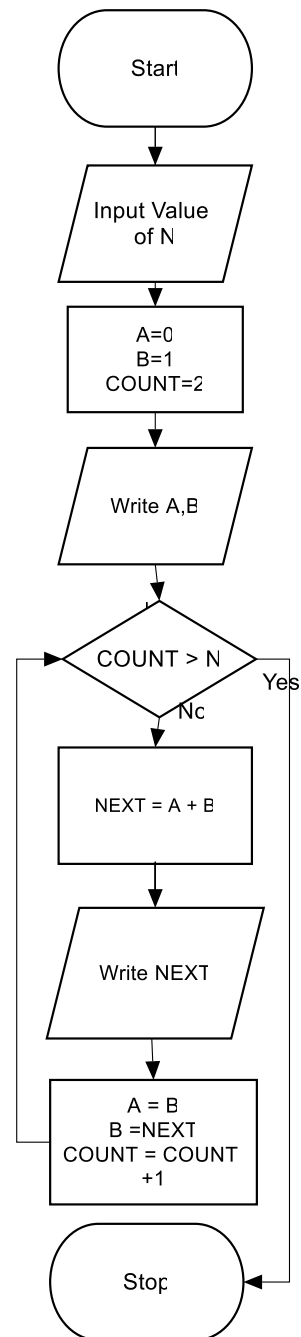 Start
Input Value
of N
A=0
B=1
COUNT=2
Write A,B
COUNT > N
Yes
No
NEXT = A + B
Write NEXT
A = B
B =NEXT
COUNT = COUNT
+1
Stop